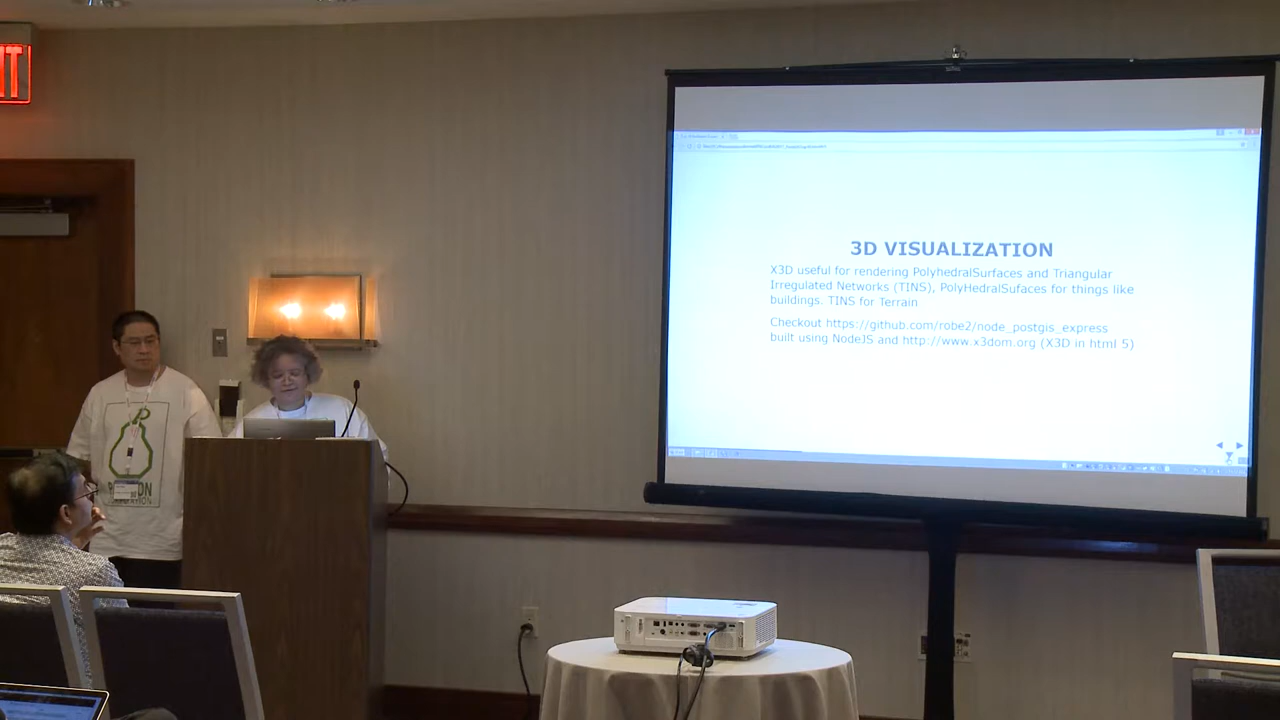 IT
3D VISUALIZATION
X3D useful for rendering PolyhedralSurfaces and Triangular
Irregulated Networks (TINS), PolyHedralSufaces for things like
buildings. TINS for Terrain
Checkout https://github.com/robe2/node_postgis_express
built using NodeJS and http://www.x3dom.org (X3D in html 5)